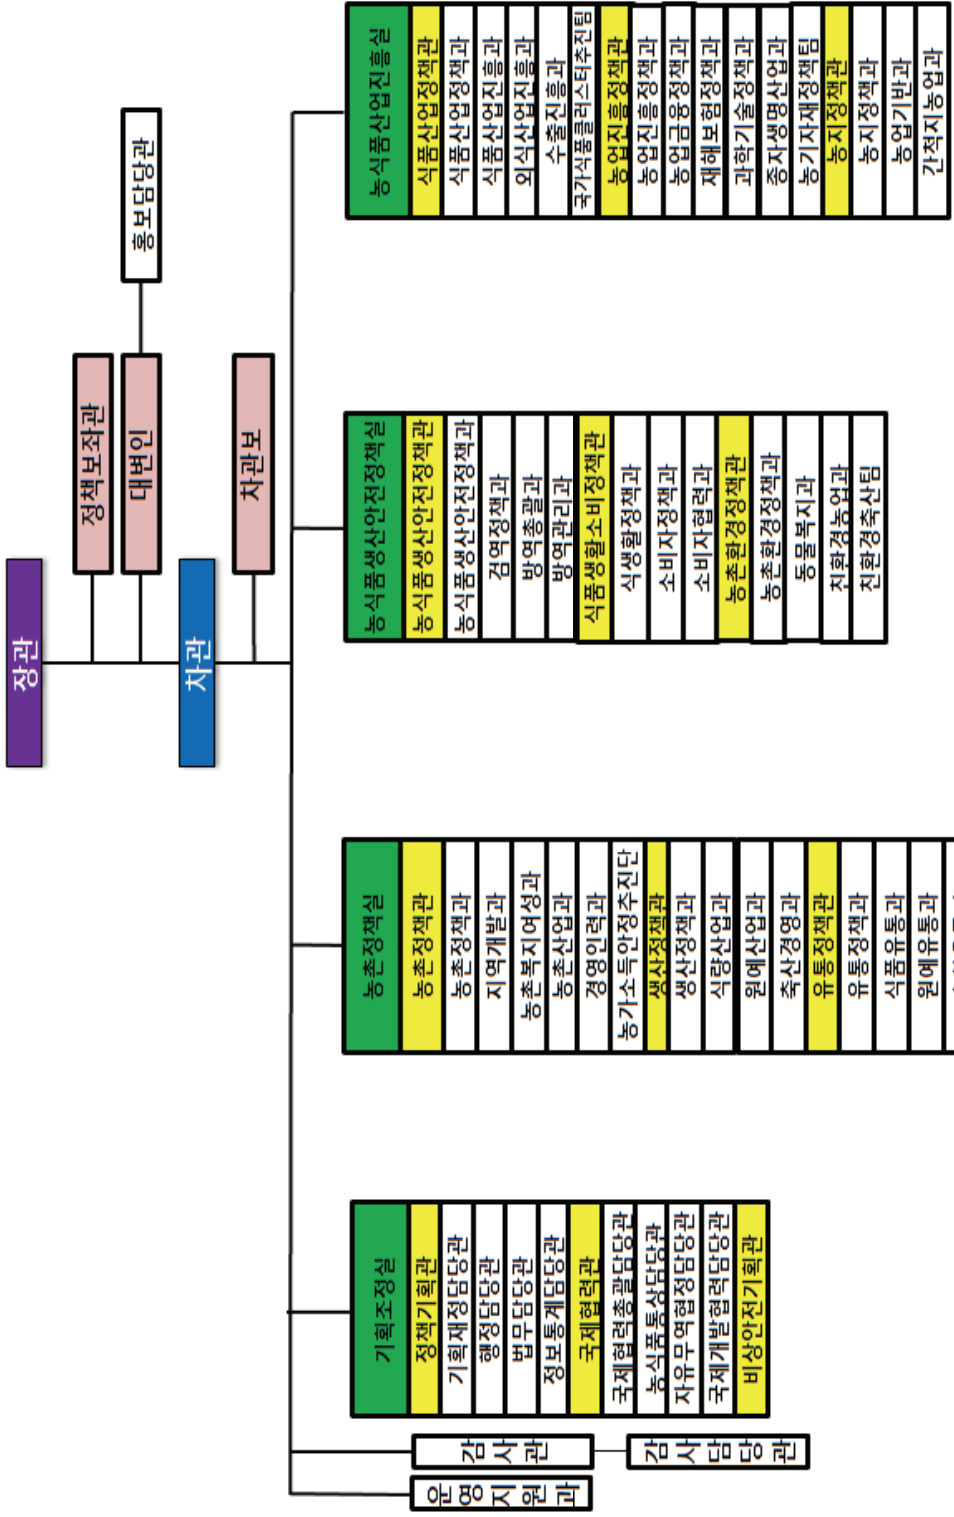 장관
정책보좌관
대변인
홍보담당관
차관
차관보
운영지원과
감사관
감사담당관
기획조정실
정책기획관
기획재정담당관
행정담당관
법무담당관
정보통계담당관
국제협력관
국제협력총괄담당관
농식품통상담당관
자유무역협정담당관
국제개발협력담당관
비상안전기획관
농촌정책실
농촌정책관
농촌정책과
지역개발과
농촌복지여성과
농촌산업과
경영인력과
농가소득안정추진단
생산정책관
생산정책과
식량산업과
원예산업과
축산경영과
유통정책관
유통정책과
식품유통과
원예유통과
농식품생산안전정책실
농식품생산안전정책관
농식품생산안전정책과
검역정책과
방역총괄과
방역관리과
식품생활소비정책관
식생활정책과
소비자정책과
소비자협력과
농촌환경정책관
농촌환경정책과
동물복지과
친환경농업과
친환경축산팀
농식품산업진흥실
식품산업정책관
식품산업정책과
식품산업진흥과
외식산업진흥과
수출진흥과
국가식품클러스터추진팀
농업진흥정책관
농업진흥정책과
농업금융정책과
재해보험정책과
과학기술정책과
종자생명산업과
농기자재정책팀
농지정책관
농지정책과
농업기반과
간척지농업과